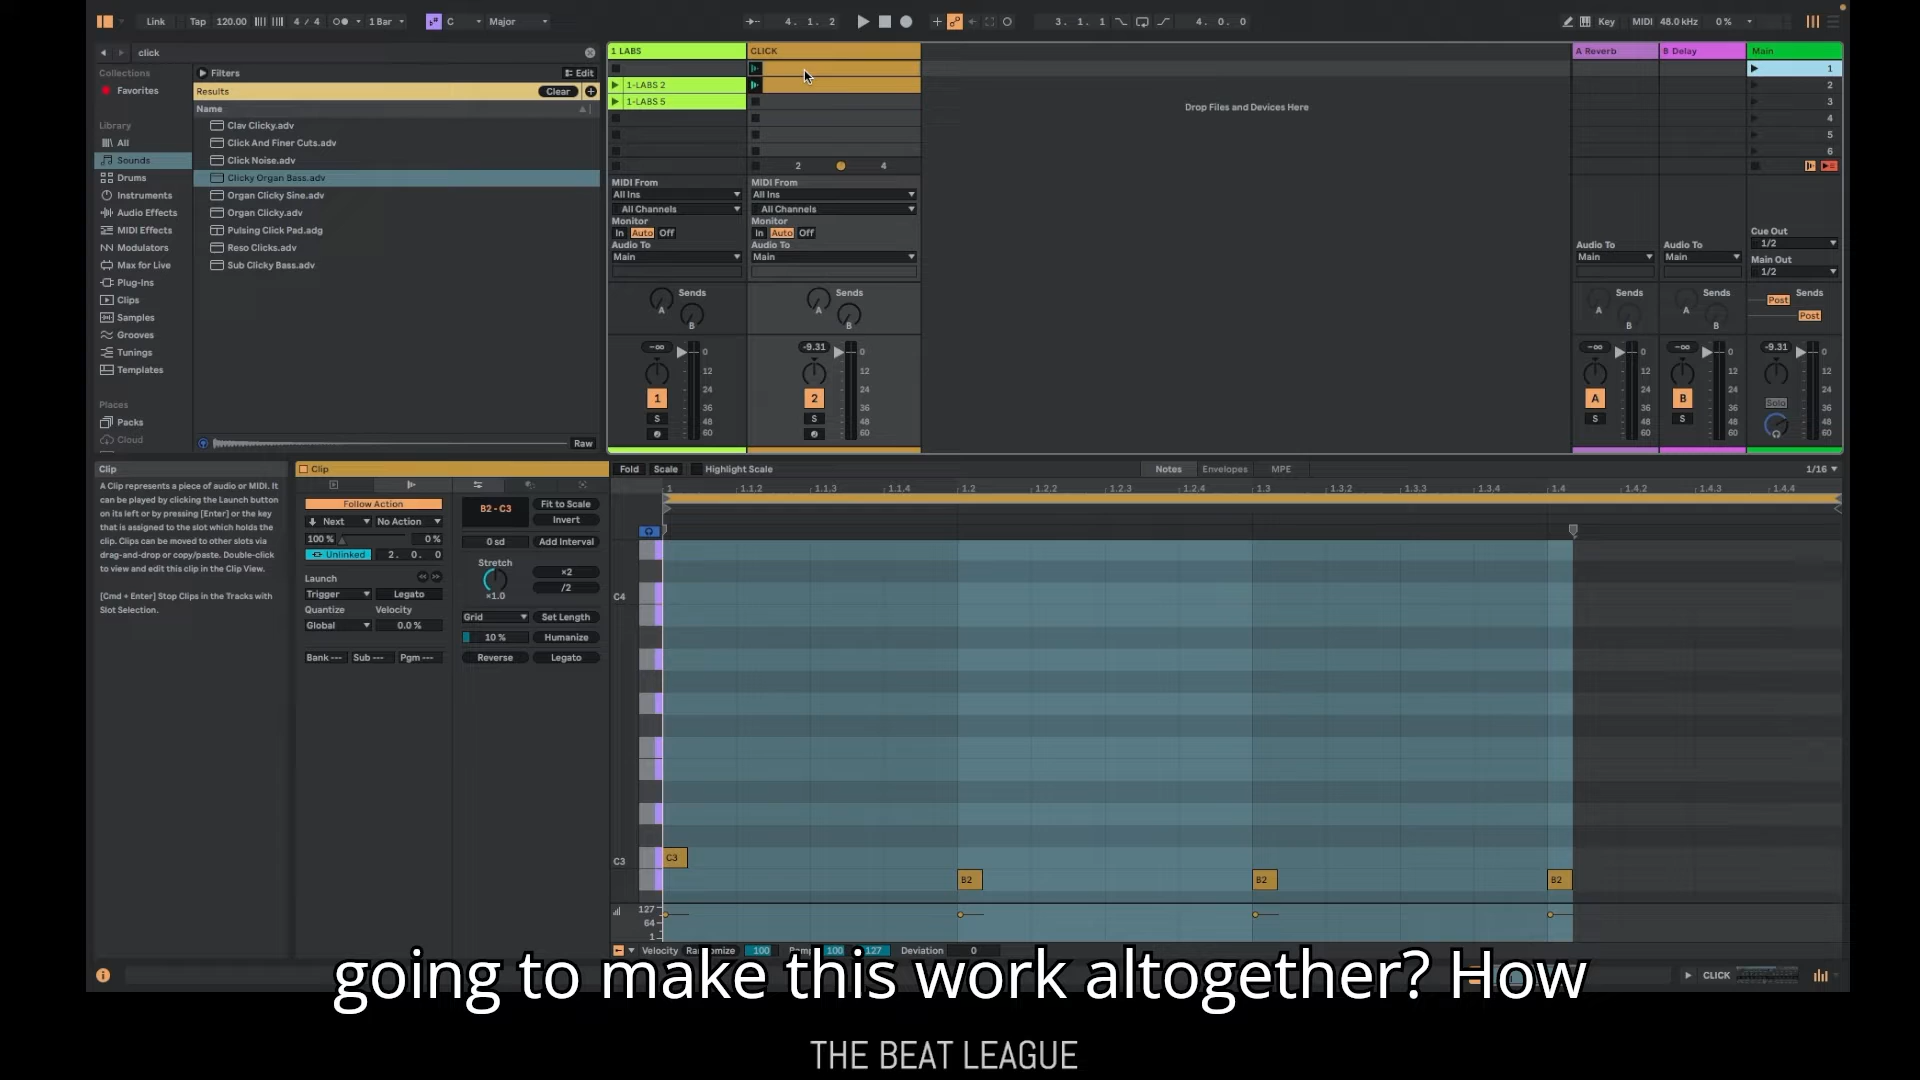 Link Tap 120.00 4 / 4 1 Bar C Major 4. 1. 2 3. 1. 1 4. 0. 0 Key MIDI 48.0 kHz 0 %
click
Collections
Favorites
Library
All
Sounds
Drums
Instruments
Audio Effects
MIDI Effects
Modulators
Max for Live
Plug-Ins
Clips
Samples
Grooves
Tunings
Templates
Places
Packs
Cloud
Filters Edit
Results Clear
Name
Clav Clicky.adv
Click And Finer Cuts.adv
Click Noise.adv
Clicky Organ Bass.adv
Organ Clicky Sine.adv
Organ Clicky.adv
Pulsing Click Pad.adg
Reso Clicks.adv
Sub Clicky Bass.adv
Raw
1 LABS CLICK A Reverb B Delay Main
1
1-LABS 2 2
1-LABS 5 3
4
5
6
Drop Files and Devices Here
2 4
MIDI From MIDI From
All Ins All Ins
All Channels All Channels
Monitor Monitor
In Auto Off In Auto Off
Audio To Audio To Audio To Audio To
Main Main Main Main
Cue Out
1/2
Main Out
1/2
Sends Sends Sends Sends Post Sends
A A A A Post
B B B B
-∞ 0 -9.31 0 -∞ 0 -∞ 0 -9.31 0
12 12 12 12 12
24 24 24 24 24
1 2 A B Solo
36 36 36 36 36
S S S S
48 48 48 48 48
60 60 60 60 60
Clip
A Clip represents a piece of audio or MIDI. It
can be played by clicking the Launch button
on its left or by pressing [Enter] or the key
that is assigned to the slot which holds the
clip. Clips can be moved to other slots via
drag-and-drop or copy/paste. Double-click
to view and edit this clip in the Clip View.
[Cmd + Enter] Stop Clips in the Tracks with
Slot Selection.
Clip
Follow Action
Next No Action
100 % 0 %
Unlinked 2. 0. 0
Launch
Trigger Legato
Quantize Velocity
Global 0.0 %
Bank --- Sub --- Pgm ---
B2 - C3 Fit to Scale
Invert
0 sd Add Interval
Stretch
×1.0
×2
/2
Grid Set Length
10 % Humanize
Reverse Legato
Fold Scale Highlight Scale Notes Envelopes MPE 1/16
1 1.1.2 1.1.3 1.1.4 1.2 1.2.2 1.2.3 1.2.4 1.3 1.3.2 1.3.3 1.3.4 1.4 1.4.2 1.4.3 1.4.4
C4
C3 C3
B2 B2 B2
127
64
1
Velocity Randomize 100 100 127 Deviation 0
CLICK
going to make this work altogether? How
THE BEAT LEAGUE